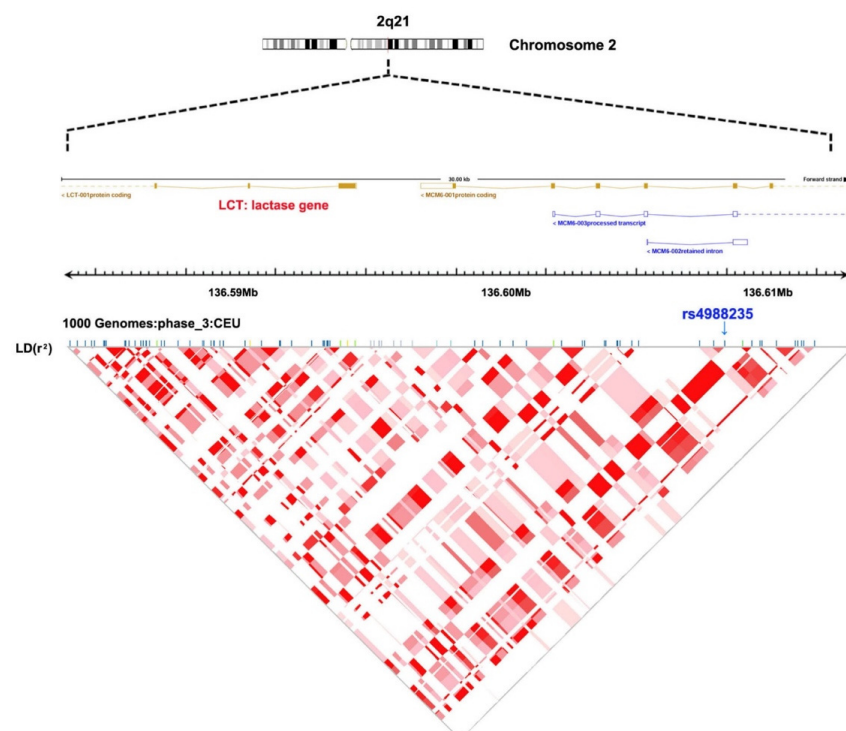 2q21
Chromosome 2
30.00 kb
Forward strand
< LCT-001protein coding
< MCM6-001protein coding
LCT: lactase gene
< MCM6-003processed transcript
< MCM6-002retained intron
136.59Mb
136.60Mb
136.61Mb
rs4988235
1000 Genomes:phase_3:CEU
LD(r²)